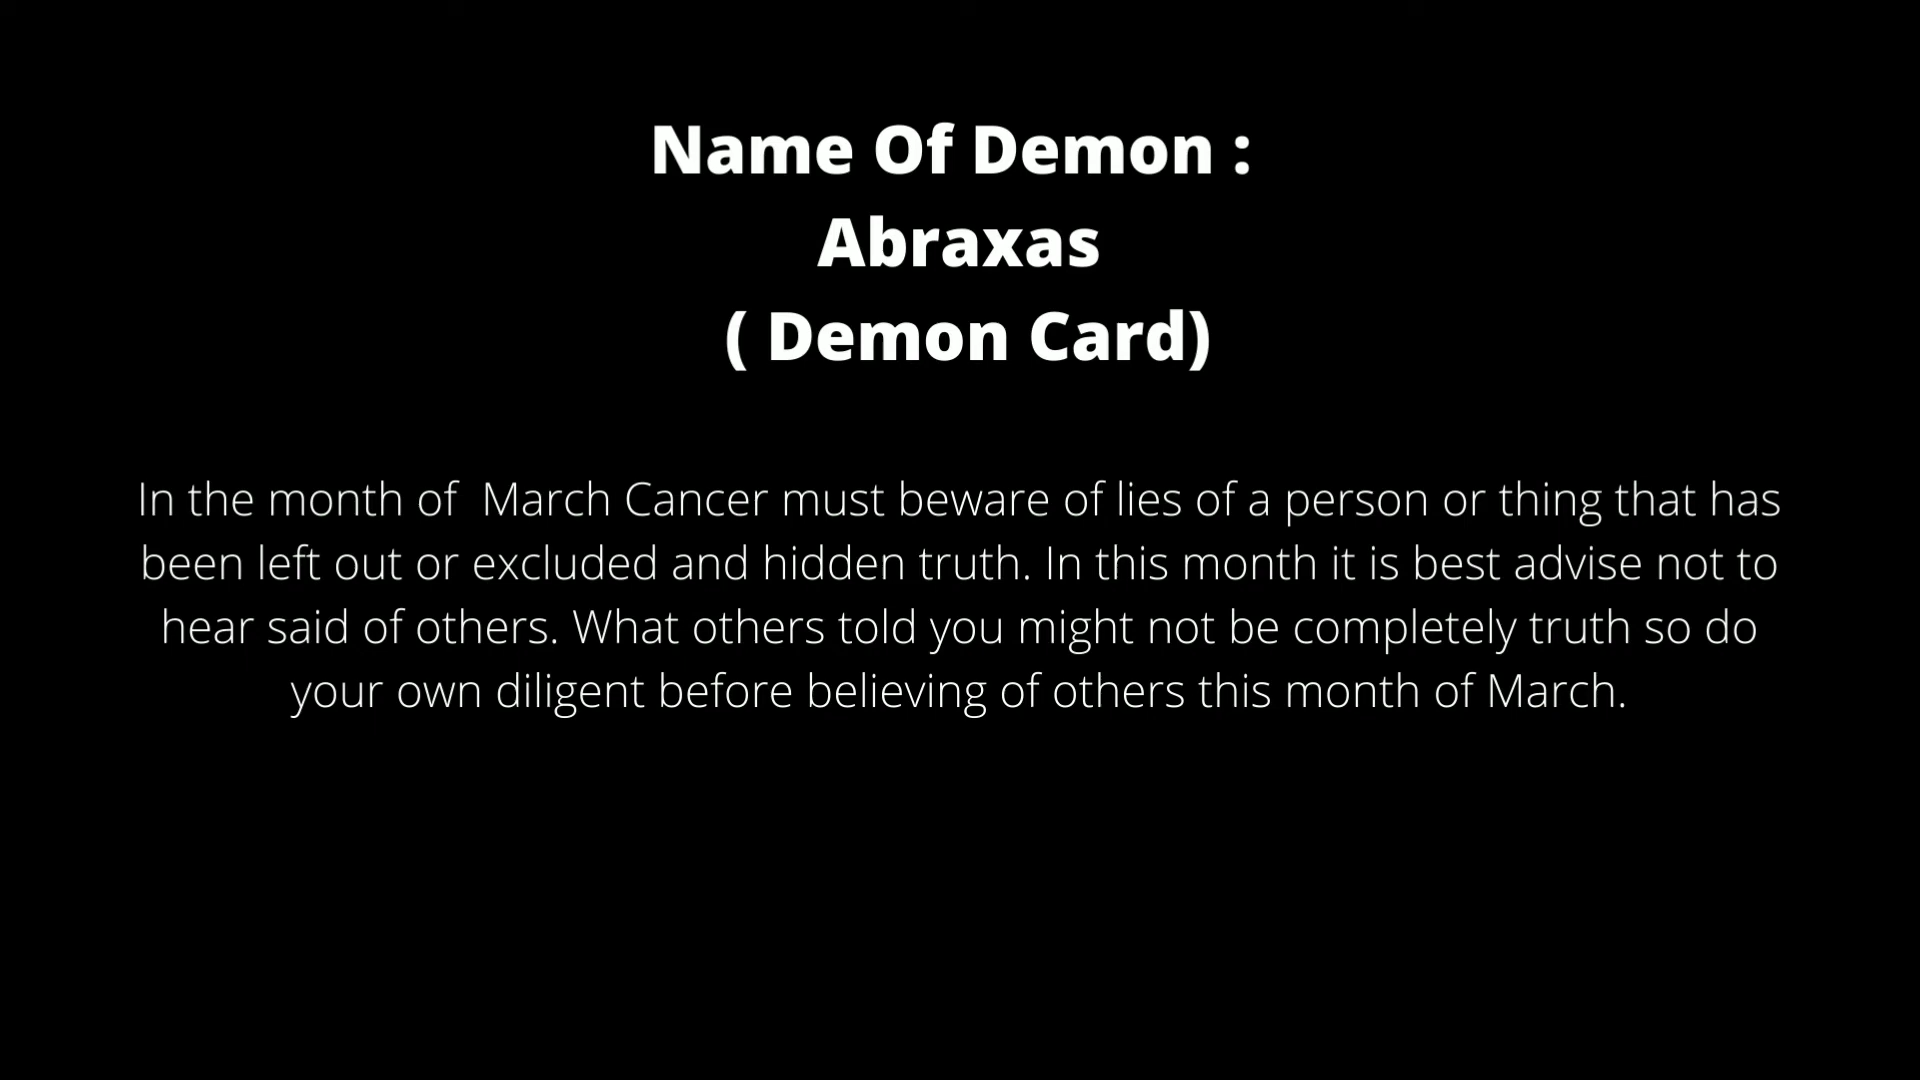 Name Of Demon :
Abraxas
( Demon Card)
In the month of  March Cancer must beware of lies of a person or thing that has
been left out or excluded and hidden truth. In this month it is best advise not to
hear said of others. What others told you might not be completely truth so do
your own diligent before believing of others this month of March.